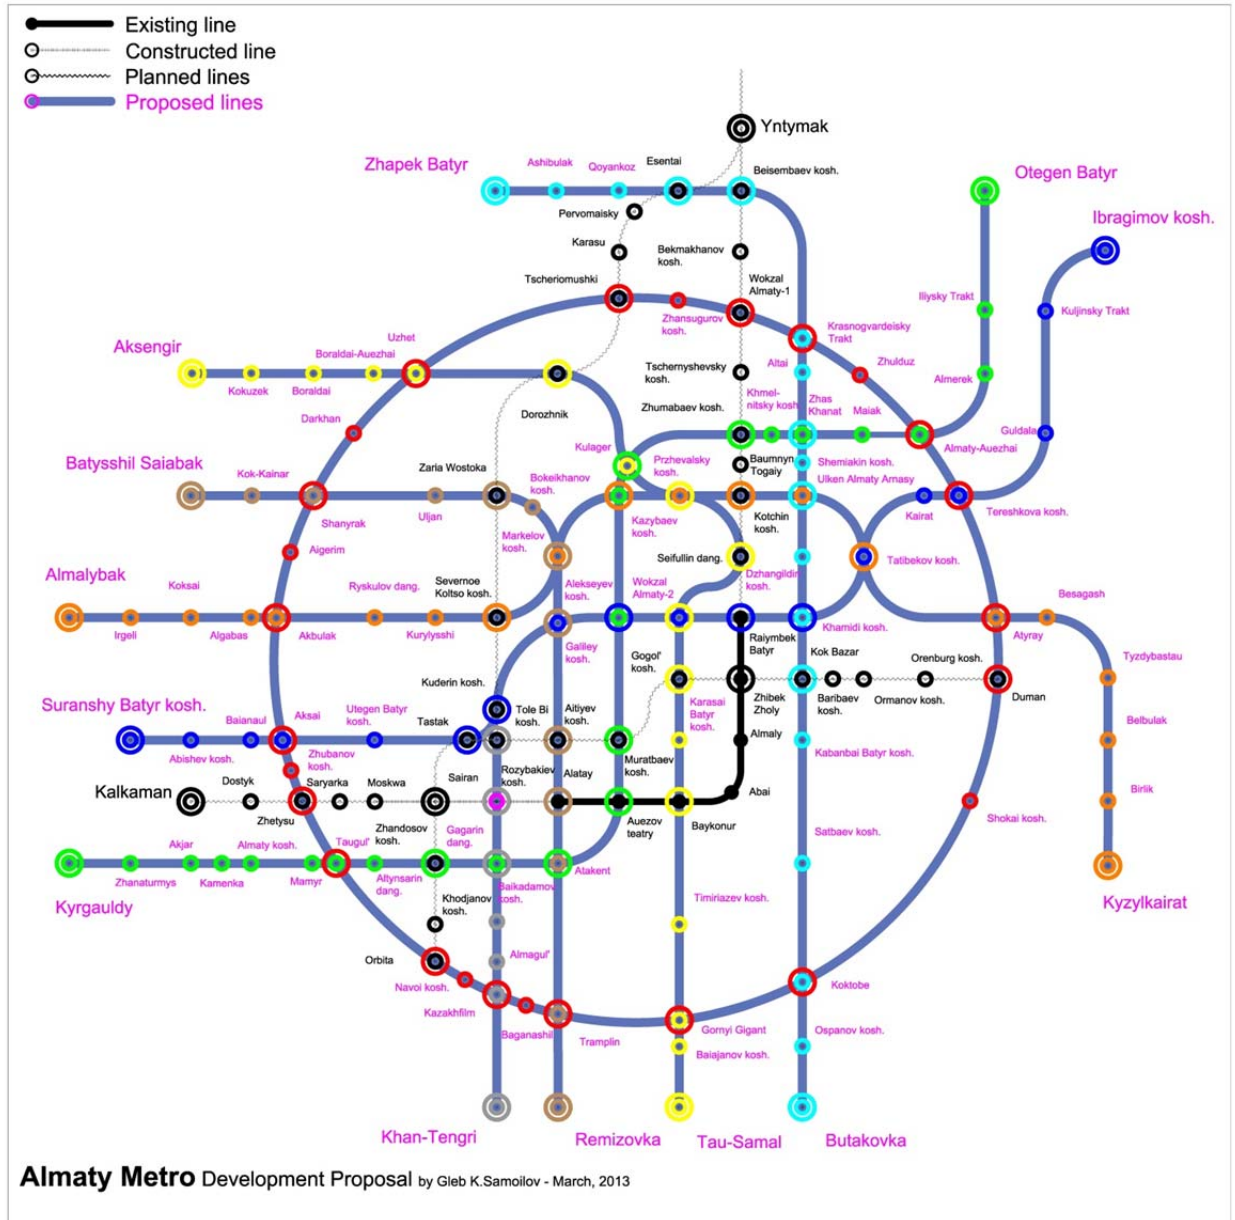 Existing line
Constructed line
Planned lines
Proposed lines
Yntymak
Zhapek Batyr
Ashibulak
Qoyankoz
Esentai
Beisembaev kosh.
Otegen Batyr
Ibragimov kosh.
Pervomaisky
Karasu
Bekmakhanov
kosh.
Tscheriomushki
Wokzal
Almaty-1
Iliysky Trakt
Kuljinsky Trakt
Zhansugurov
kosh.
Krasnogvardeisky
Trakt
Uzhet
Boraldai-Auezhai
Aksengir
Kokuzek
Boraldai
Tschernyshevsky
kosh.
Altai
Zhulduz
Almerek
Dorozhnik
Khmel-
nitsky kosh.
Zhas
Khanat
Maiak
Zhumabaev kosh.
Darkhan
Guldala
Almaty-Auezhai
Kulager
Przhevalsky
kosh.
Baumnyn
Togaiy
Shemiakin kosh.
Batysshil Saiabak
Kok-Kainar
Zaria Wostoka
Bokeikhanov
kosh.
Ulken Almaty Arnasy
Shanyrak
Uljan
Kazybaev
kosh.
Kotchin
kosh.
Kairat
Tereshkova kosh.
Markelov
kosh.
Aigerim
Seifullin dang.
Tatibekov kosh.
Almalybak
Koksai
Ryskulov dang.
Severnoe
Koltso kosh.
Alekseyev
kosh.
Wokzal
Almaty-2
Dzhangildin
kosh.
Besagash
Irgeli
Algabas
Akbulak
Kurylysshi
Galiley
kosh.
Raiymbek
Batyr
Khamidi kosh.
Atyray
Gogol'
kosh.
Kok Bazar
Orenburg kosh.
Tyzdybastau
Kuderin kosh.
Karasai
Batyr
kosh.
Zhibek
Zholy
Baribaev
kosh.
Ormanov kosh.
Duman
Suranshy Batyr kosh.
Baianaul
Aksai
Utegen Batyr
kosh.
Tastak
Tole Bi
kosh.
Aitiyev
kosh.
Belbulak
Abishev kosh.
Zhubanov
kosh.
Muratbaev
kosh.
Almaly
Kabanbai Batyr kosh.
Kalkaman
Dostyk
Saryarka
Moskwa
Sairan
Rozybakiev
kosh.
Alatay
Abai
Birlik
Zhetysu
Zhandosov
kosh.
Auezov
teatry
Baykonur
Shokai kosh.
Akjar
Almaty kosh.
Taugul'
Gagarin
dang.
Satbaev kosh.
Zhanaturmys
Kamenka
Mamyr
Altynsarin
dang.
Baikadamov
kosh.
Atakent
Kyrgauldy
Khodjanov
kosh.
Timiriazev kosh.
Kyzylkairat
Orbita
Almagul'
Navoi kosh.
Koktobe
Kazakhfilm
Baganashil
Tramplin
Gornyi Gigant
Ospanov kosh.
Baiajanov kosh.
Khan-Tengri
Remizovka
Tau-Samal
Butakovka
Almaty Metro Development Proposal by Gleb K.Samoilov - March, 2013